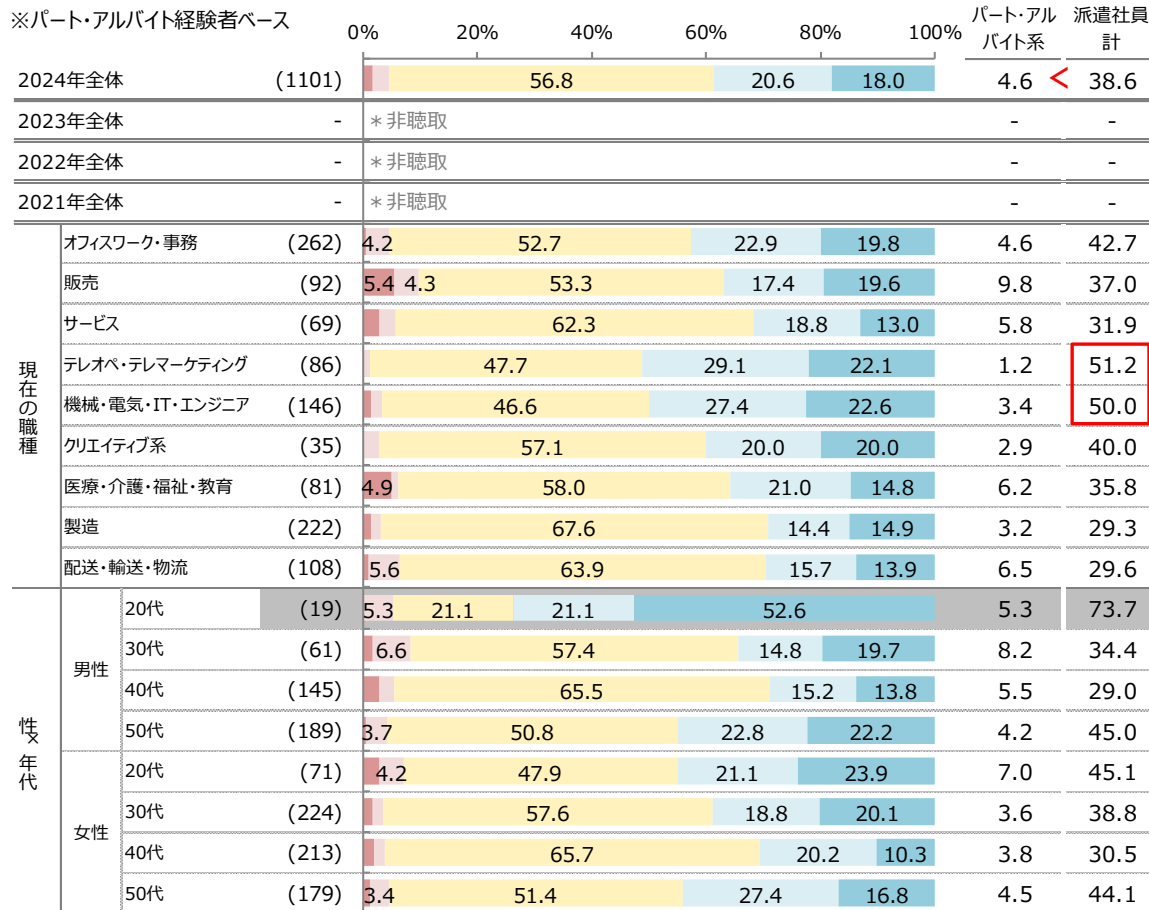 ※パート・アルバイト経験者ベース
0% 20% 40% 60% 80% 100%
パート・アル
バイト系
派遣社員
計
2024年全体 (1101) 56.8 20.6 18.0 4.6 < 38.6
2023年全体 - ＊非聴取 - -
2022年全体 - ＊非聴取 - -
2021年全体 - ＊非聴取 - -
現在の職種
オフィスワーク・事務 (262) 4.2 52.7 22.9 19.8 4.6 42.7
販売 (92) 5.4 4.3 53.3 17.4 19.6 9.8 37.0
サービス (69) 62.3 18.8 13.0 5.8 31.9
テレオペ・テレマーケティング (86) 47.7 29.1 22.1 1.2 51.2
機械・電気・IT・エンジニア (146) 46.6 27.4 22.6 3.4 50.0
クリエイティブ系 (35) 57.1 20.0 20.0 2.9 40.0
医療・介護・福祉・教育 (81) 4.9 58.0 21.0 14.8 6.2 35.8
製造 (222) 67.6 14.4 14.9 3.2 29.3
配送・輸送・物流 (108) 5.6 63.9 15.7 13.9 6.5 29.6
性×年代
男性
20代 (19) 5.3 21.1 21.1 52.6 5.3 73.7
30代 (61) 6.6 57.4 14.8 19.7 8.2 34.4
40代 (145) 65.5 15.2 13.8 5.5 29.0
50代 (189) 3.7 50.8 22.8 22.2 4.2 45.0
女性
20代 (71) 4.2 47.9 21.1 23.9 7.0 45.1
30代 (224) 57.6 18.8 20.1 3.6 38.8
40代 (213) 65.7 20.2 10.3 3.8 30.5
50代 (179) 3.4 51.4 27.4 16.8 4.5 44.1